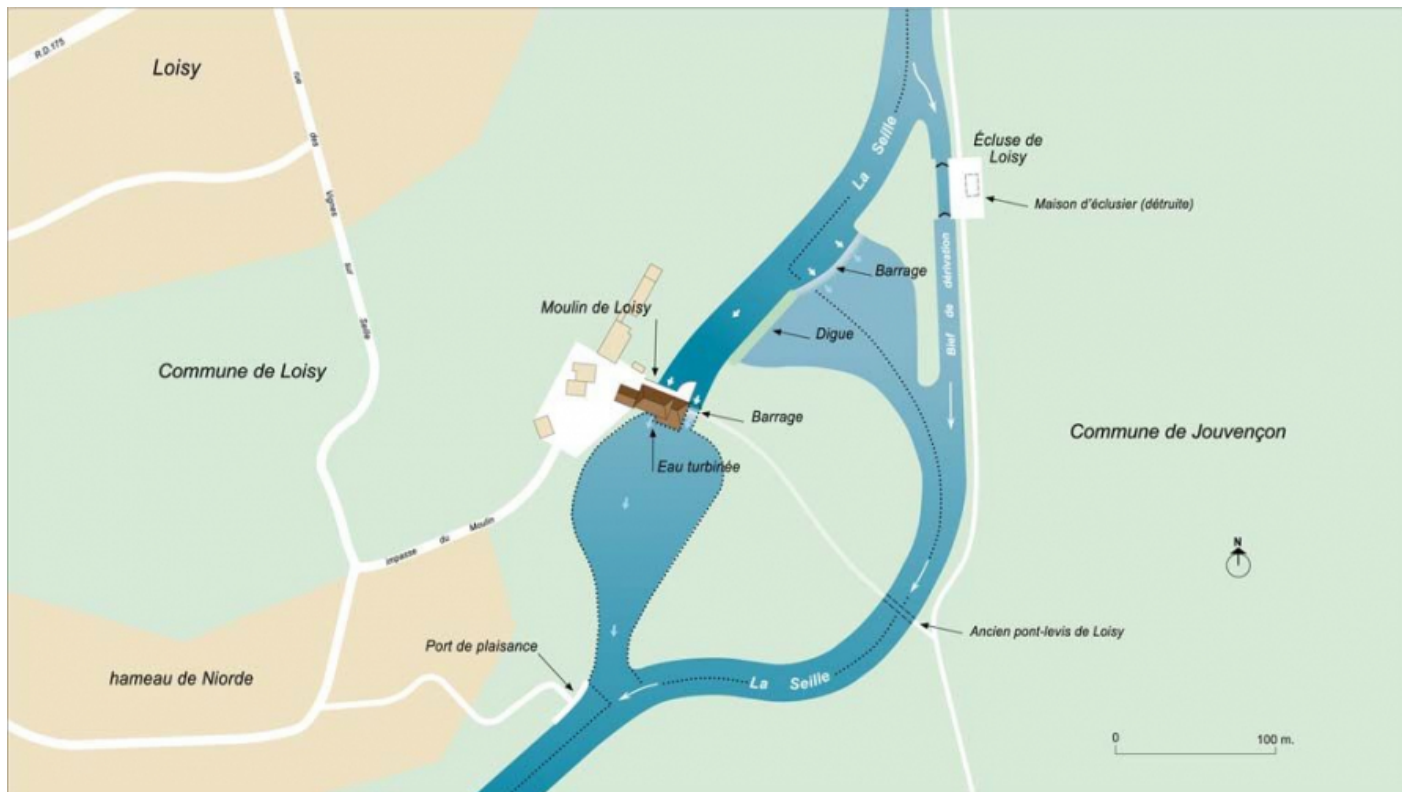 R.D.175
Loisy
rue des Vignes sur Seille
La Seille
Écluse de
Loisy
Maison d'éclusier (détruite)
Barrage
Bief de dérivation
Moulin de Loisy
Digue
Commune de Loisy
Barrage
Commune de Jouvençon
Eau turbinée
impasse du Moulin
N
Ancien pont-levis de Loisy
Port de plaisance
hameau de Niorde
La Seille
0 100 m.